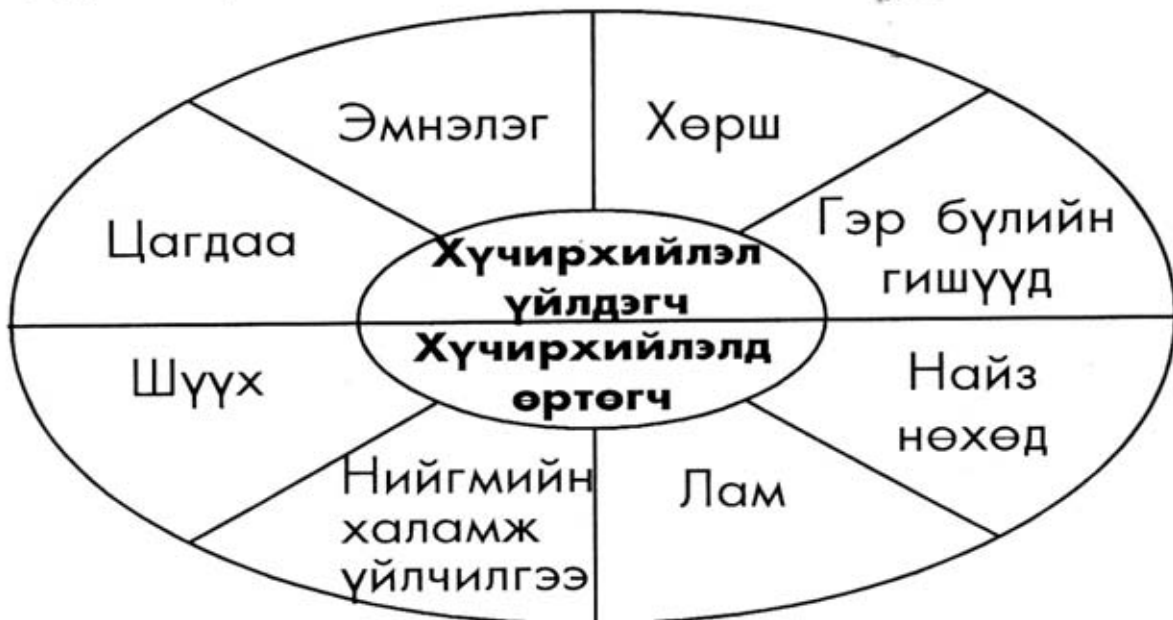 Эмнэлэг
Хөрш
Цагдаа
Гэр бүлийн
гишүүд
Хүчирхийлэл
үйлдэгч
Хүчирхийлэлд
өртөгч
Шүүх
Найз
нөхөд
Нийгмийн
халамж
үйлчилгээ
Лам